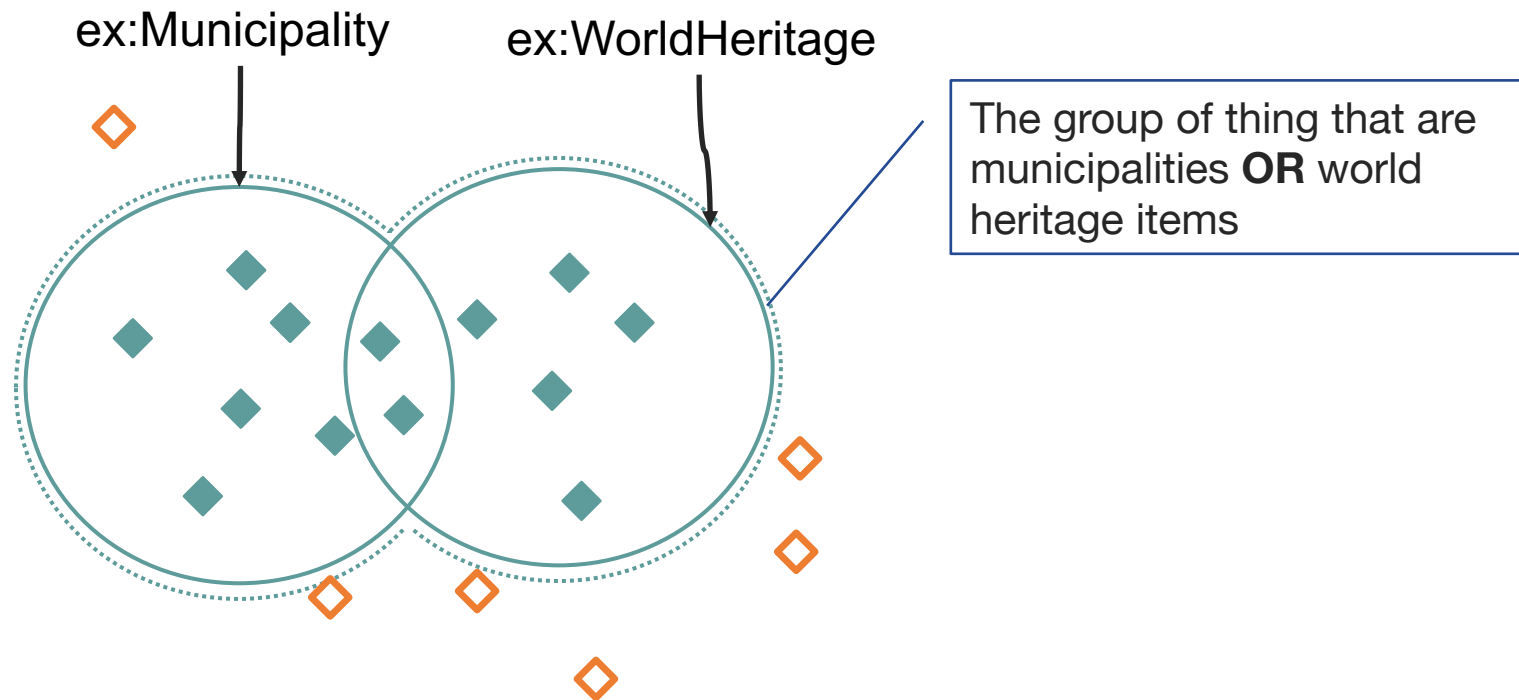 ex:Municipality
ex:WorldHeritage
The group of thing that are
municipalities OR world
heritage items